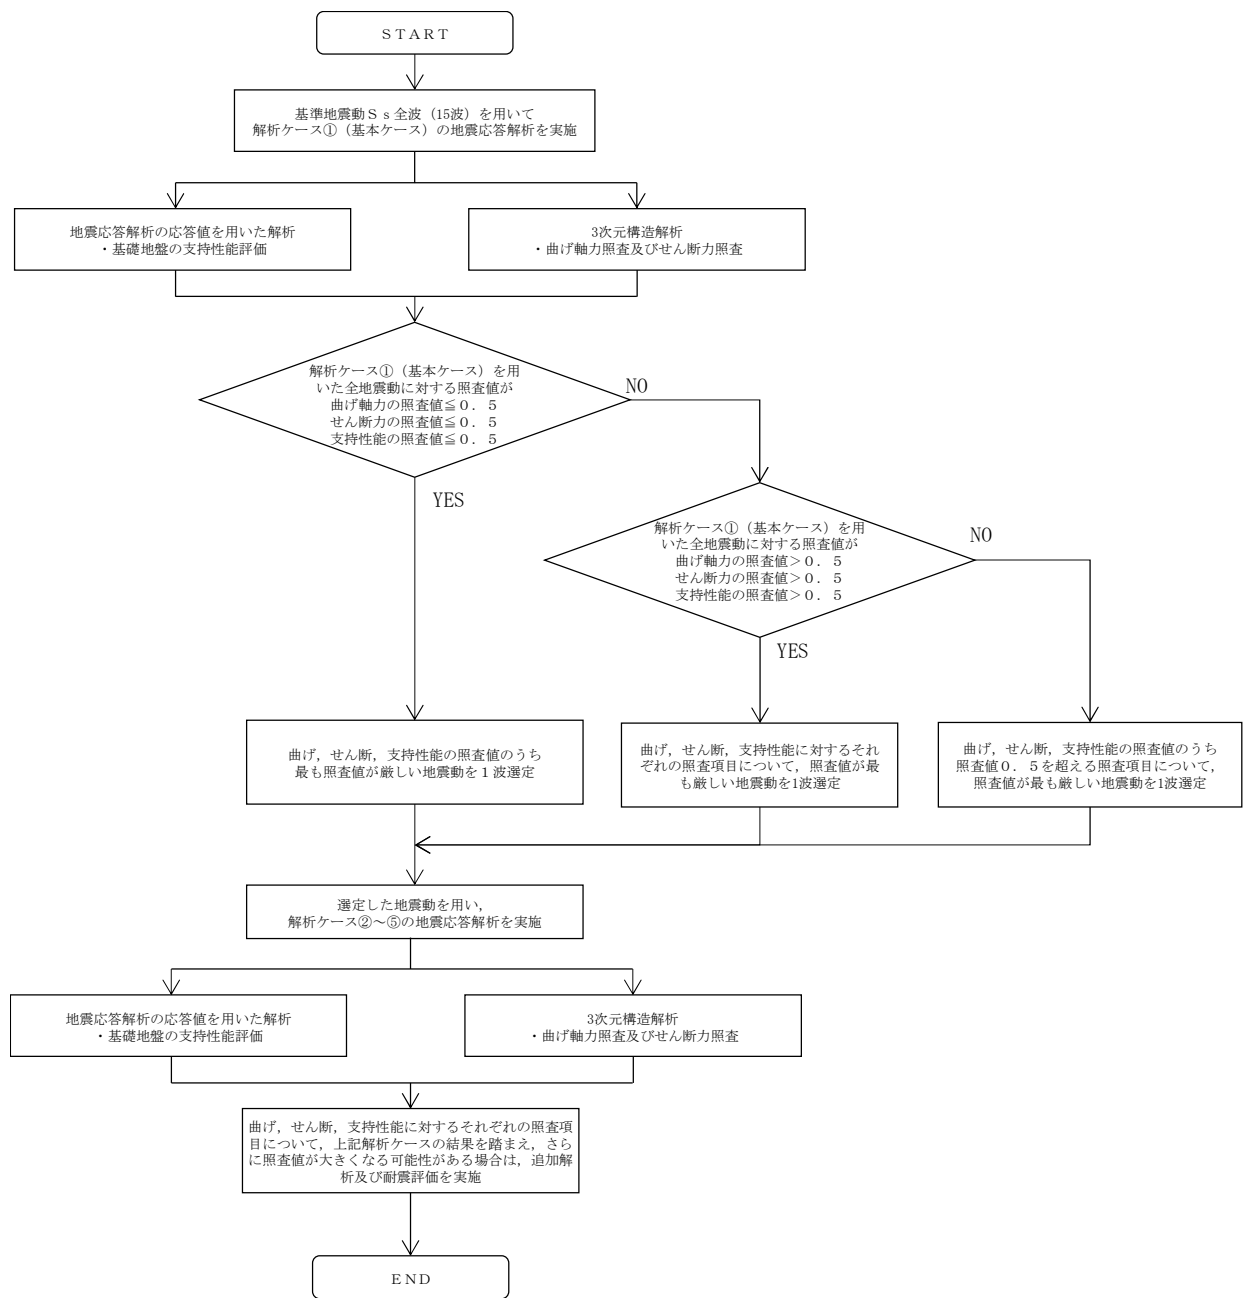 ＳＴＡＲＴ
基準地震動Ｓｓ全波（15波）を用いて
解析ケース①（基本ケース）の地震応答解析を実施
地震応答解析の応答値を用いた解析
・基礎地盤の支持性能評価
3次元構造解析
・曲げ軸力照査及びせん断力照査
解析ケース①（基本ケース）を用
いた全地震動に対する照査値が
曲げ軸力の照査値≦０．５
せん断力の照査値≦０．５
支持性能の照査値≦０．５
NO
YES
解析ケース①（基本ケース）を用
いた全地震動に対する照査値が
曲げ軸力の照査値＞０．５
せん断力の照査値＞０．５
支持性能の照査値＞０．５
NO
YES
曲げ，せん断，支持性能の照査値のうち
最も照査値が厳しい地震動を１波選定
曲げ，せん断，支持性能に対するそれ
ぞれの照査項目について，照査値が最
も厳しい地震動を1波選定
曲げ，せん断，支持性能の照査値のうち
照査値０．５を超える照査項目について，
照査値が最も厳しい地震動を1波選定
選定した地震動を用い，
解析ケース②～⑤の地震応答解析を実施
地震応答解析の応答値を用いた解析
・基礎地盤の支持性能評価
3次元構造解析
・曲げ軸力照査及びせん断力照査
曲げ，せん断，支持性能に対するそれぞれの照査項
目について，上記解析ケースの結果を踏まえ，さら
に照査値が大きくなる可能性がある場合は，追加解
析及び耐震評価を実施
ＥＮＤ